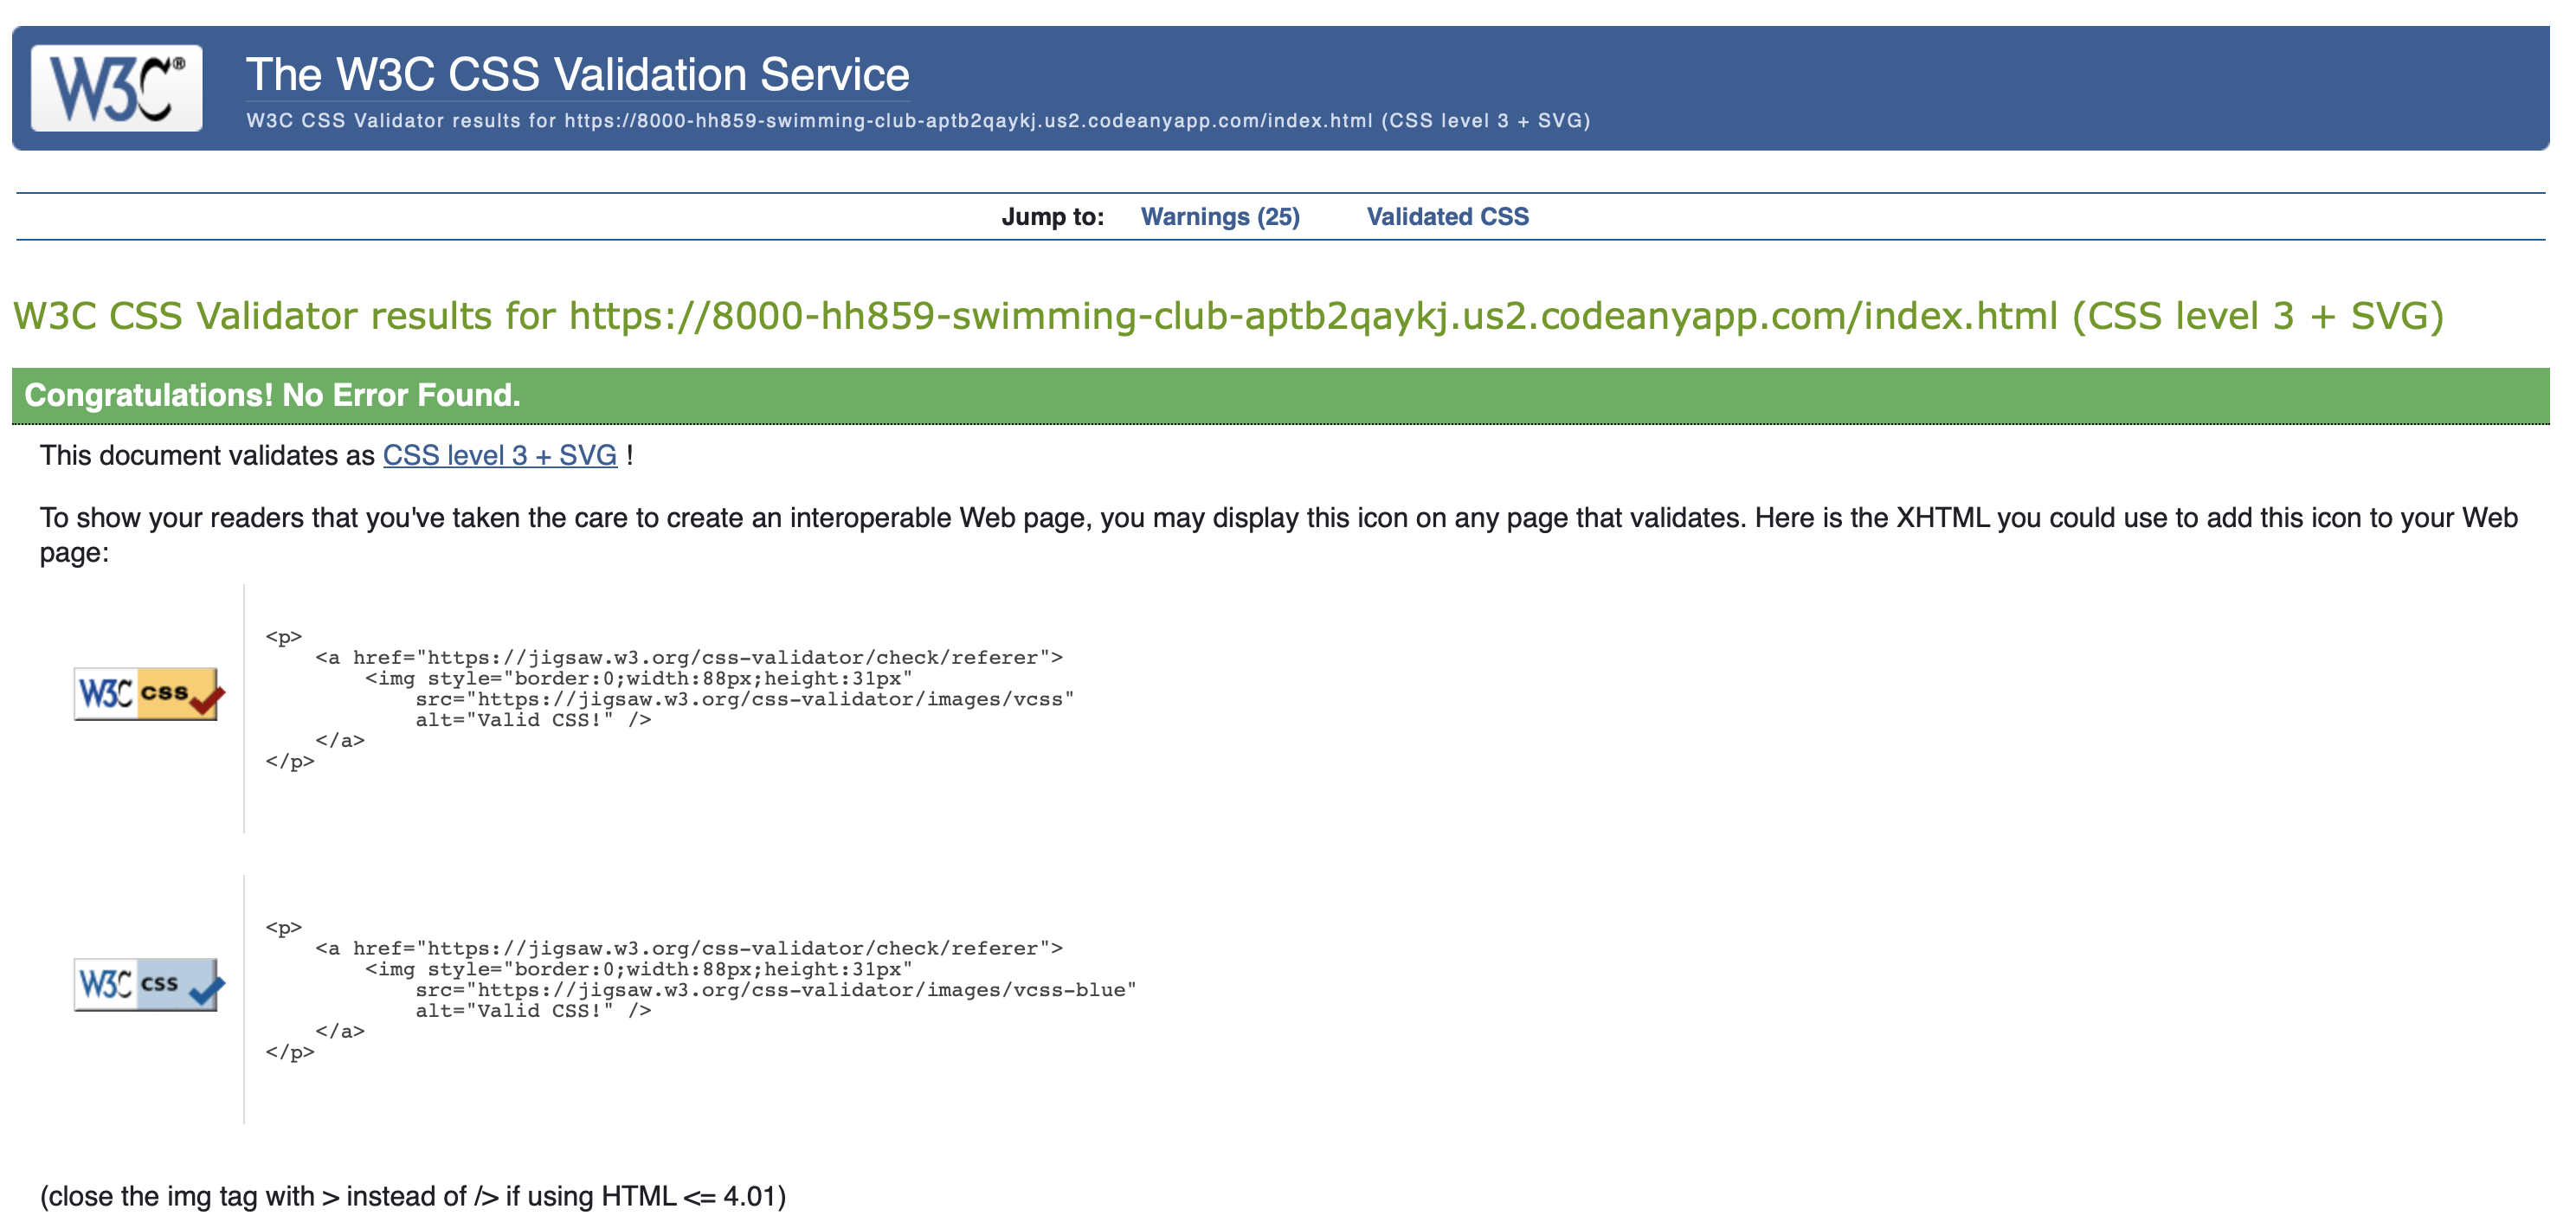 W3C®
The W3C CSS Validation Service
W3C CSS Validator results for https://8000-hh859-swimming-club-aptb2qaykj.us2.codeanyapp.com/index.html (CSS level 3 + SVG)
Jump to: Warnings (25) Validated CSS
W3C CSS Validator results for https://8000-hh859-swimming-club-aptb2qaykj.us2.codeanyapp.com/index.html (CSS level 3 + SVG)
Congratulations! No Error Found.
This document validates as CSS level 3 + SVG !
To show your readers that you've taken the care to create an interoperable Web page, you may display this icon on any page that validates. Here is the XHTML you could use to add this icon to your Web
page:
W3C css
<p>
<a href="https://jigsaw.w3.org/css-validator/check/referer">
<img style="border:0;width:88px;height:31px"
src="https://jigsaw.w3.org/css-validator/images/vcss"
alt="Valid CSS!" />
</a>
</p>
W3C css
<p>
<a href="https://jigsaw.w3.org/css-validator/check/referer">
<img style="border:0;width:88px;height:31px"
src="https://jigsaw.w3.org/css-validator/images/vcss-blue"
alt="Valid CSS!" />
</a>
</p>
(close the img tag with > instead of /> if using HTML <= 4.01)